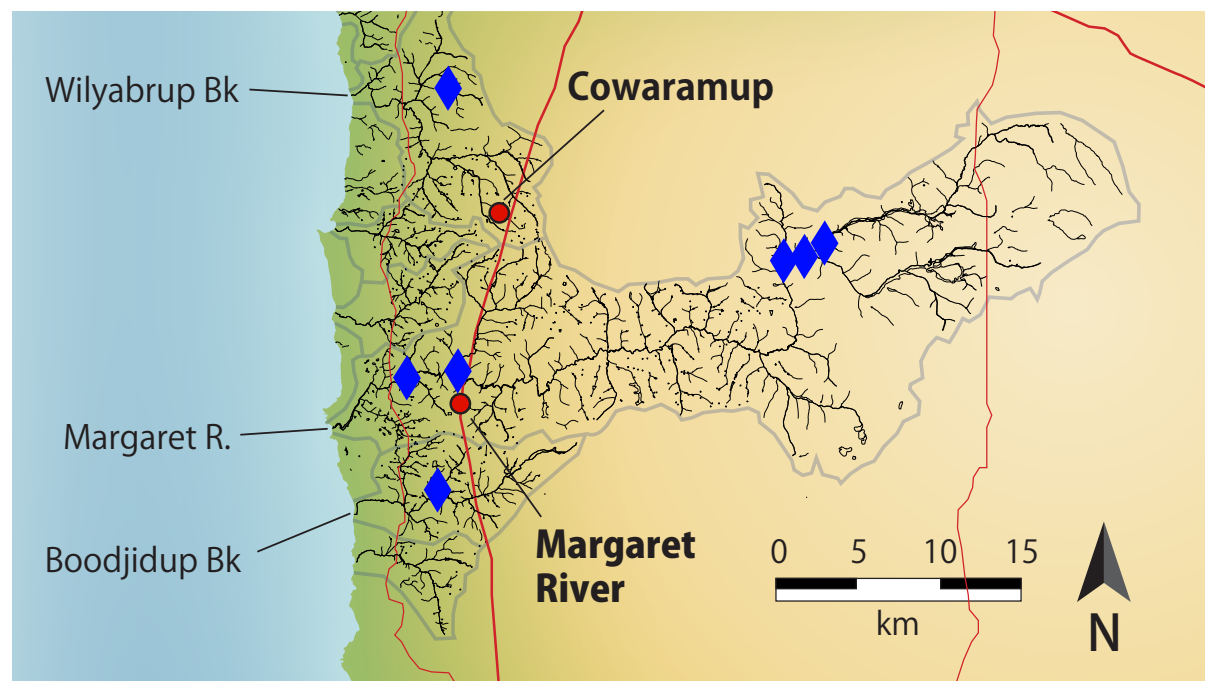 Wilyabrup Bk
Cowaramup
Margaret R.
Boodjidup Bk
Margaret
River
0 5 10 15
km
N